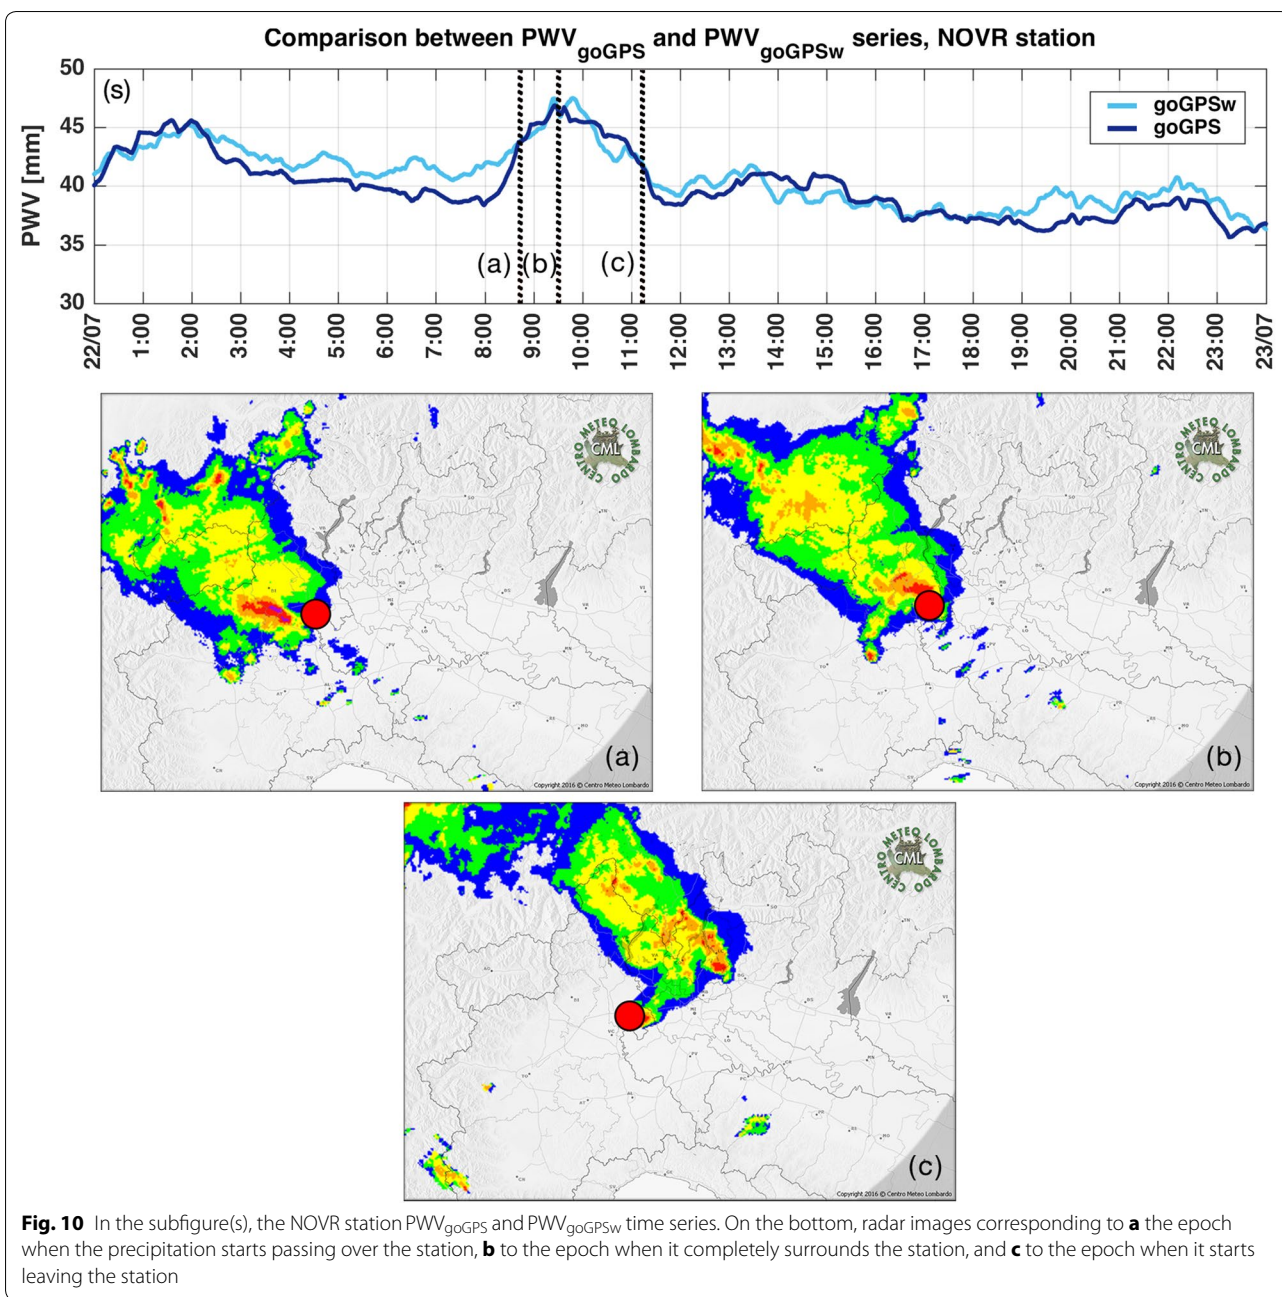 Comparison between PWV_goGPS and PWV_goGPSw series, NOVR station
50
(s)
goGPSw
goGPS
45
PWV [mm]
40
35
(a)
(b)
(c)
30
22/07
1:00
2:00
3:00
4:00
5:00
6:00
7:00
8:00
9:00
10:00
11:00
12:00
13:00
14:00
15:00
16:00
17:00
18:00
19:00
20:00
21:00
22:00
23:00
23/07
CENTRO METEO LOMBARDO
CML
(a)
Copyright 2016 © Centro Meteo Lombardo
CENTRO METEO LOMBARDO
CML
(b)
Copyright 2016 © Centro Meteo Lombardo
CENTRO METEO LOMBARDO
CML
(c)
Copyright 2016 © Centro Meteo Lombardo
Fig. 10 In the subfigure(s), the NOVR station PWV_goGPS and PWV_goGPSw time series. On the bottom, radar images corresponding to a the epoch
when the precipitation starts passing over the station, b to the epoch when it completely surrounds the station, and c to the epoch when it starts
leaving the station